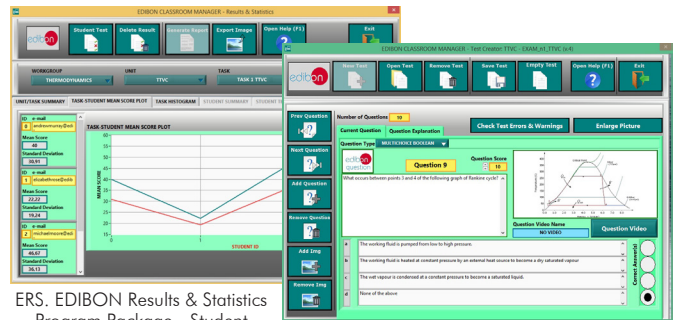 EDIBON CLASSROOM MANAGER - Results & Statistics
edibon
Student Test
Delete Result
Generate Report
Export Image
Open Help (F1)
Exit
WORKGROUP
THERMODYNAMICS
UNIT
TTVC
TASK
TASK 1 TTVC
UNIT/TASK SUMMARY
TASK-STUDENT MEAN SCORE PLOT
TASK HISTOGRAM
STUDENT SUMMARY
ID e-mail
0
Mean Score
40
Standard Deviation
30,91
ID e-mail
1
Mean Score
22,22
Standard Deviation
19,24
ID e-mail
2
Mean Score
46,67
Standard Deviation
36,13
TASK-STUDENT MEAN SCORE PLOT
MEAN SCORE
60
55
50
45
40
35
30
25
20
15
0
1
STUDENT ID
ERS. EDIBON Results & Statistics
Program Package - Student
EDIBON CLASSROOM MANAGER - Test Creator TTVC - EXAM_n1_TTVC (v.4)
edibon
New Test
Open Test
Remove Test
Save Test
Empty Test
Open Help (F1)
Exit
Prev Question
Next Question
Add Question
Remove Question
Add Img
Remove Img
Number of Questions 10
Current Question
Question Explanation
Check Test Errors & Warnings
Enlarge Picture
Question Type MULTICHOICE BOOLEAN
edibon
question
Question 9
Question Score
10
What occurs between points 3 and 4 of the following graph of Rankine cycle?
Question Video Name
NO VIDEO
Question Video
a The working fluid is pumped from low to high pressure.
b The working fluid is heated at constant pressure by an external heat source to become a dry saturated vapour
c The wet vapour is condensed at a constant pressure to become a saturated liquid.
d None of the above
Correct Answer(s)